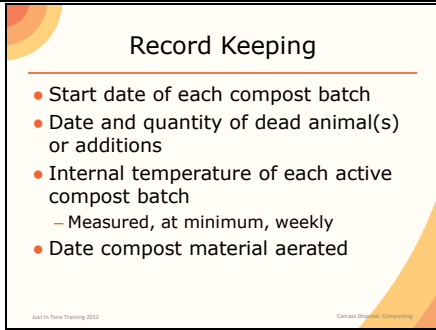 Record Keeping
• Start date of each compost batch
• Date and quantity of dead animal(s)
or additions
• Internal temperature of each active
compost batch
– Measured, at minimum, weekly
• Date compost material aerated
Just in Time Training 2012
Carcass Disposal: Composting